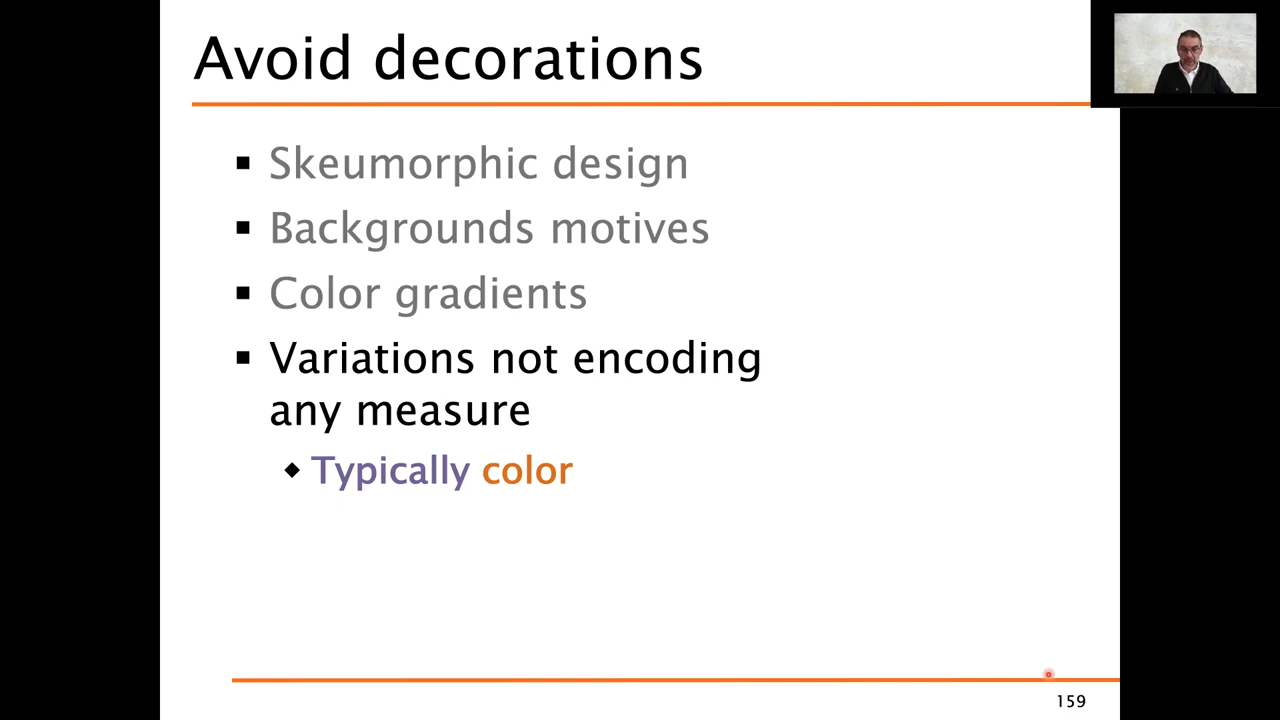 Avoid decorations
▪ Skeumorphic design
▪ Backgrounds motives
▪ Color gradients
▪ Variations not encoding
any measure
◆ Typically color
159